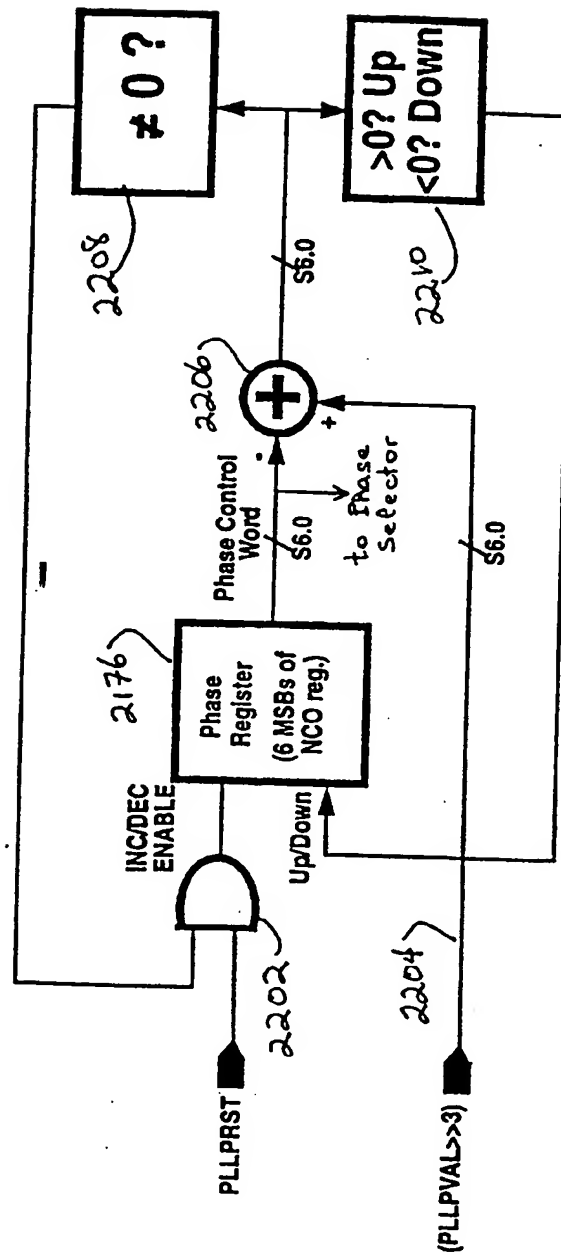 PLLPRST
2202
INC/DEC
ENABLE
2176
Phase
Register
(6 MSBs of
NCO reg.)
Up/Down
Phase Control
Word
S6.0
to Phase
Selector
2206
-
+
+
S6.0
2208
≠ 0 ?
2210
>0? Up
<0? Down
(PLLPVAL>>3)
2204
S6.0